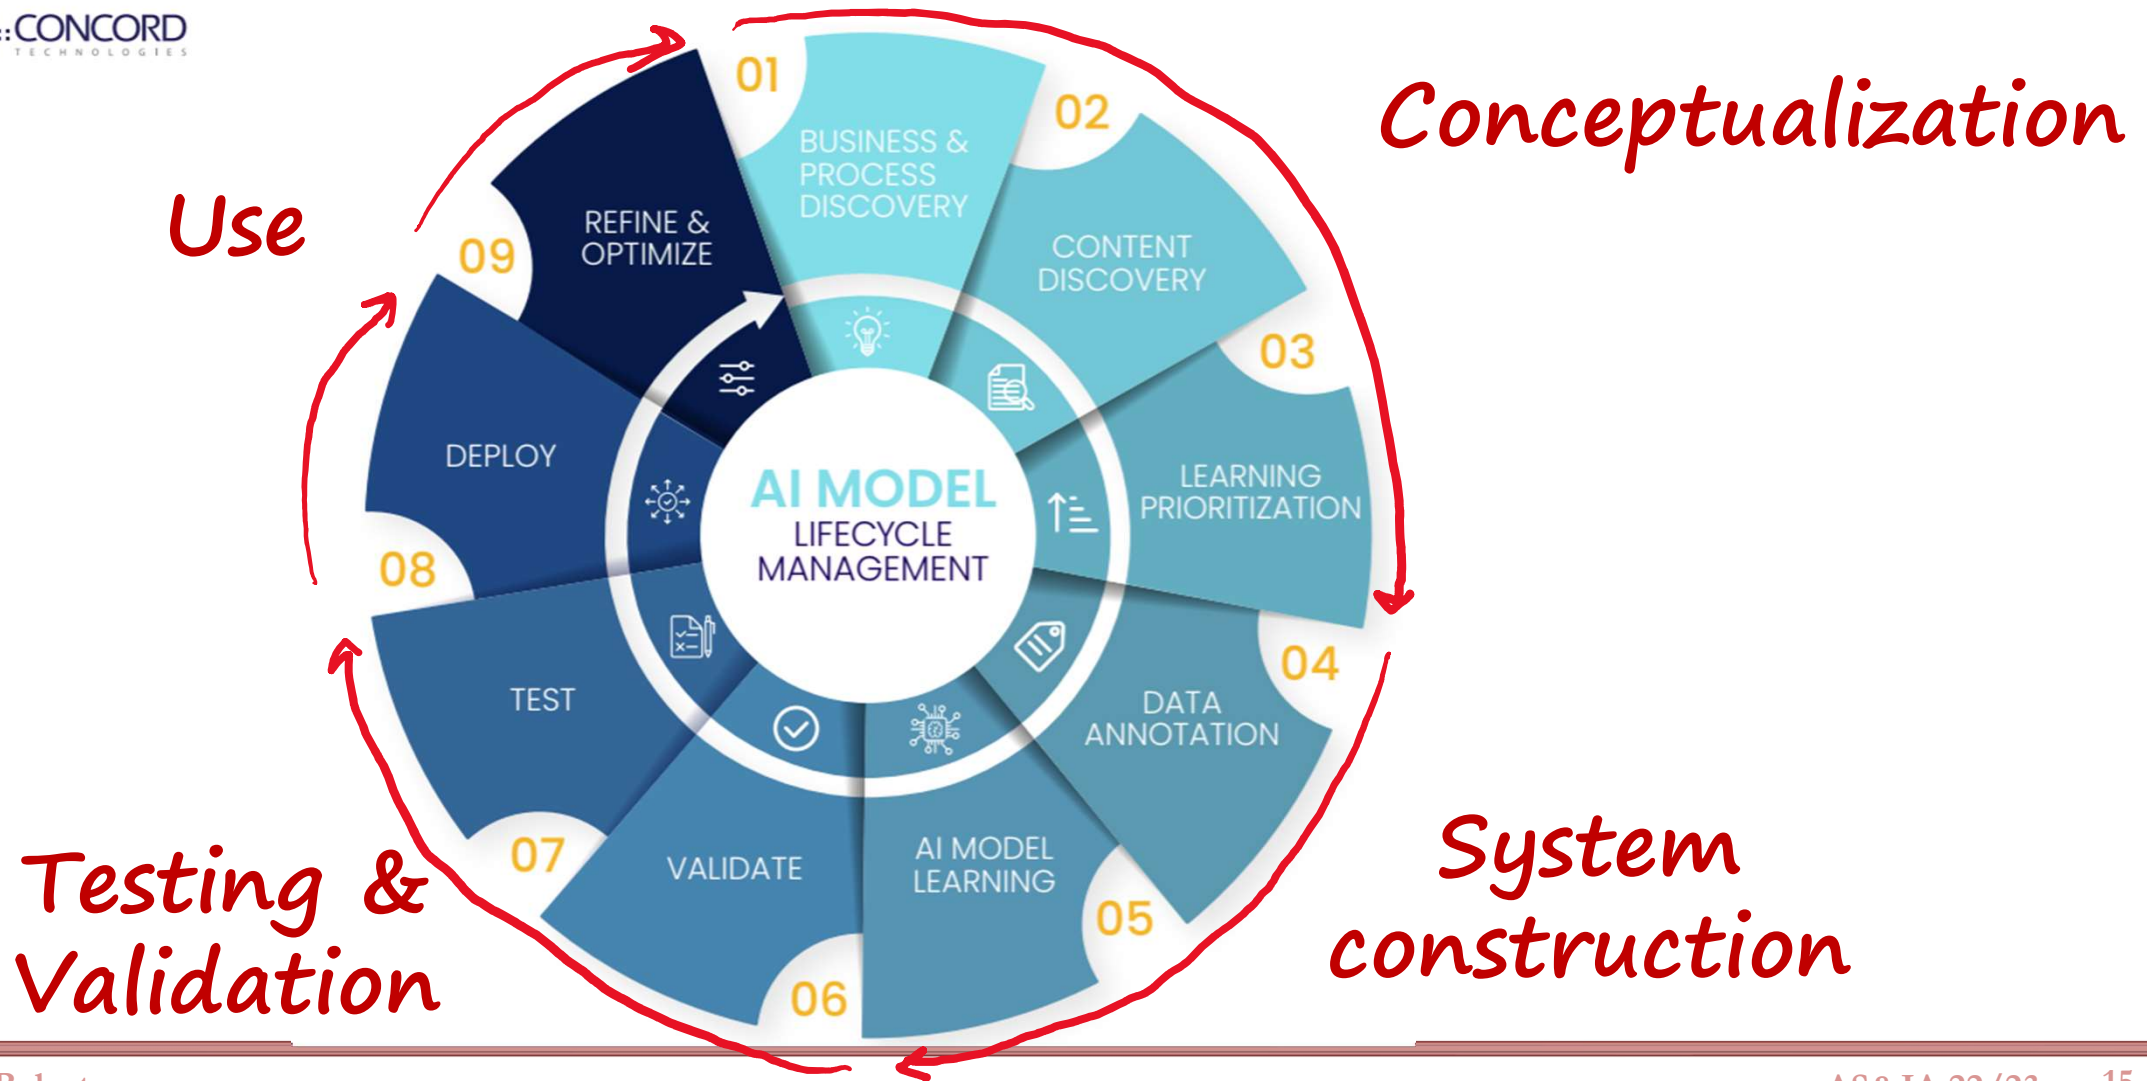 ::CONCORD
TECHNOLOGIES
Conceptualization
Use
01
BUSINESS &
PROCESS
DISCOVERY
02
CONTENT
DISCOVERY
03
LEARNING
PRIORITIZATION
04
DATA
ANNOTATION
05
AI MODEL
LEARNING
06
VALIDATE
07
TEST
08
DEPLOY
09
REFINE &
OPTIMIZE
AI MODEL
LIFECYCLE
MANAGEMENT
System
construction
Testing &
Validation
15